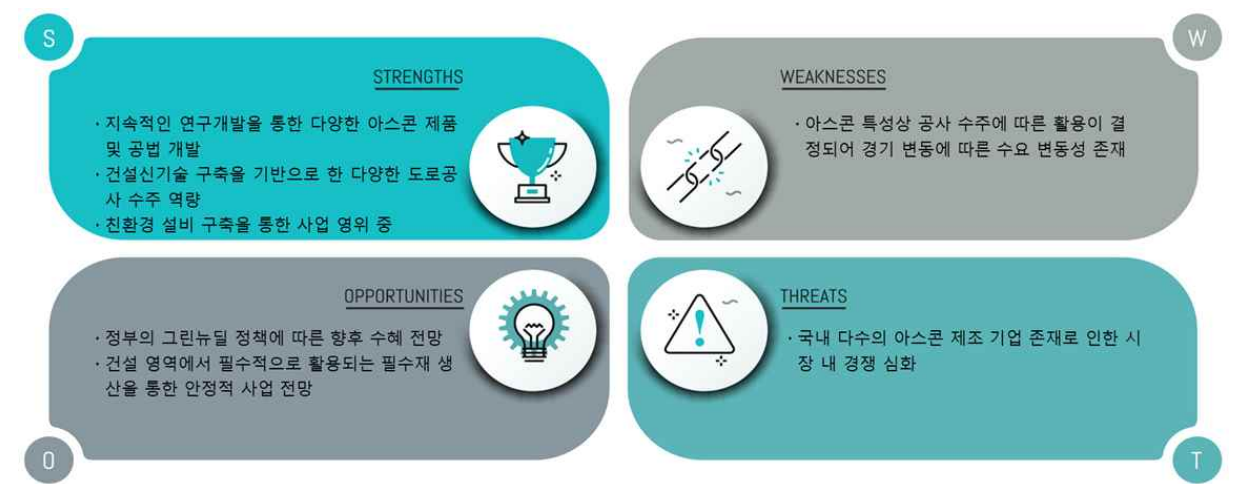 S
STRENGTHS
· 지속적인 연구개발을 통한 다양한 아스콘 제품
및 공법 개발
· 건설신기술 구축을 기반으로 한 다양한 도로공
사 수주 역량
· 친환경 설비 구축을 통한 사업 영위 중
W
WEAKNESSES
· 아스콘 특성상 공사 수주에 따른 활용이 결
정되어 경기 변동에 따른 수요 변동성 존재
OPPORTUNITIES
· 정부의 그린뉴딜 정책에 따른 향후 수혜 전망
· 건설 영역에서 필수적으로 활용되는 필수재 생
산을 통한 안정적 사업 전망
O
THREATS
· 국내 다수의 아스콘 제조 기업 존재로 인한 시
장 내 경쟁 심화
T